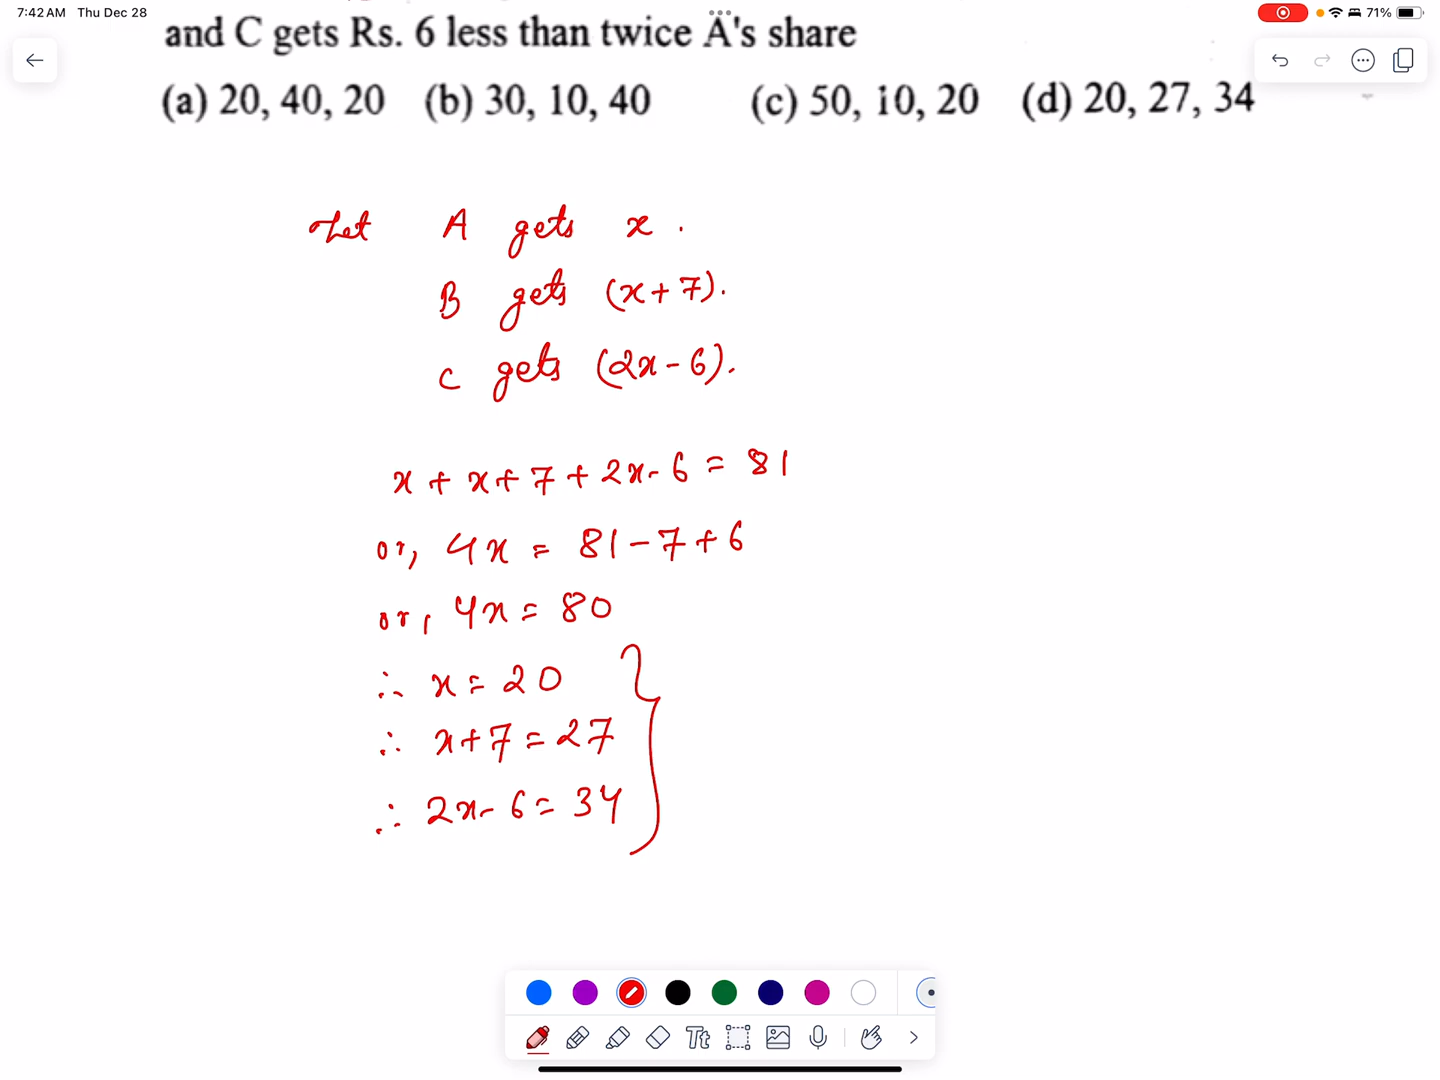 7:42 AM Thu Dec 28
71%
and C gets Rs. 6 less than twice A's share
(a) 20, 40, 20 (b) 30, 10, 40 (c) 50, 10, 20 (d) 20, 27, 34
Let A gets x.
B gets (x+7).
C gets (2x-6).
x + x + 7 + 2x - 6 = 81
or, 4x = 81 - 7 + 6
or, 4x = 80
∴ x = 20
∴ x+7 = 27
∴ 2x - 6 = 34
Tt